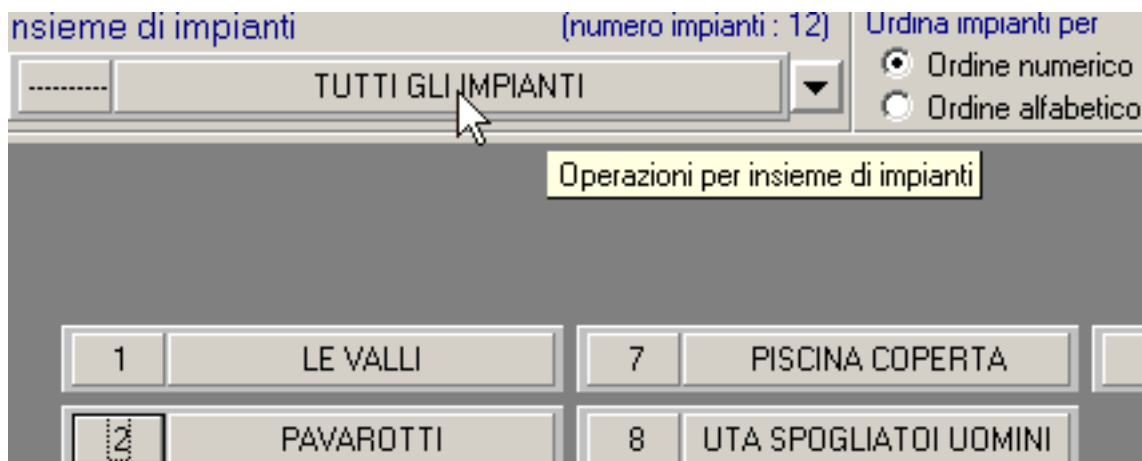 nsieme di impianti (numero impianti : 12) Ordina impianti per
---------- TUTTI GLI IMPIANTI
Ordine numerico
Ordine alfabetico
Operazioni per insieme di impianti
1 LE VALLI 7 PISCINA COPERTA
2 PAVAROTTI 8 UTA SPOGLIATOI UOMINI